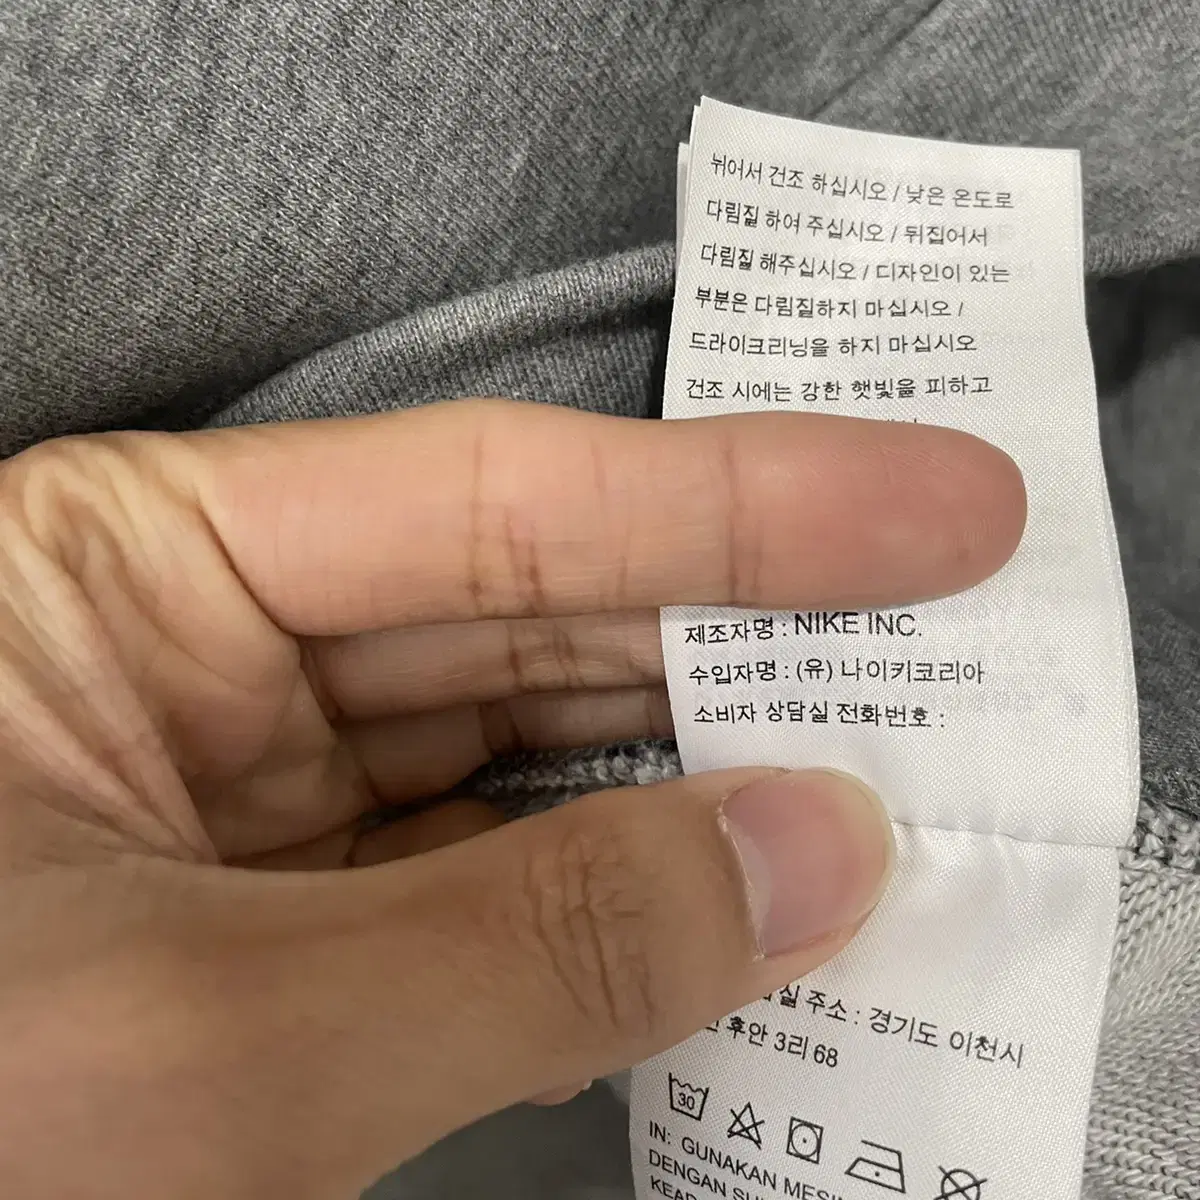 뉘어서 건조 하십시오 / 낮은 온도로
다림질 하여 주십시오 / 뒤집어서
다림질 해주십시오 / 디자인이 있는
부분은 다림질하지 마십시오 /
드라이크리닝을 하지 마십시오
건조 시에는 강한 햇빛을 피하고
제조자명 : NIKE INC.
수입자명 : (유) 나이키코리아
소비자 상담실 전화번호 :
주소 : 경기도 이천시
후안 3리 68
30
IN: GUNAKAN
DENGAN